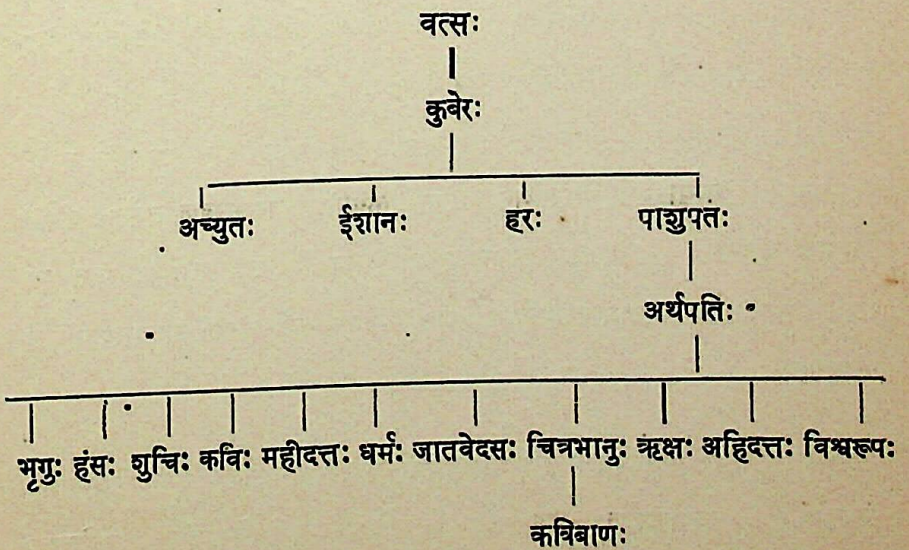 वत्सः
कुबेरः
अच्युतः ईशानः हरः पाशुपतः
अर्थपतिः
भृगुः हंसः शुचिः कविः महीदत्तः धर्मः जातवेदसः चित्रभानुः ऋक्षः अहिदत्तः विश्वरूपः
कविबाणः